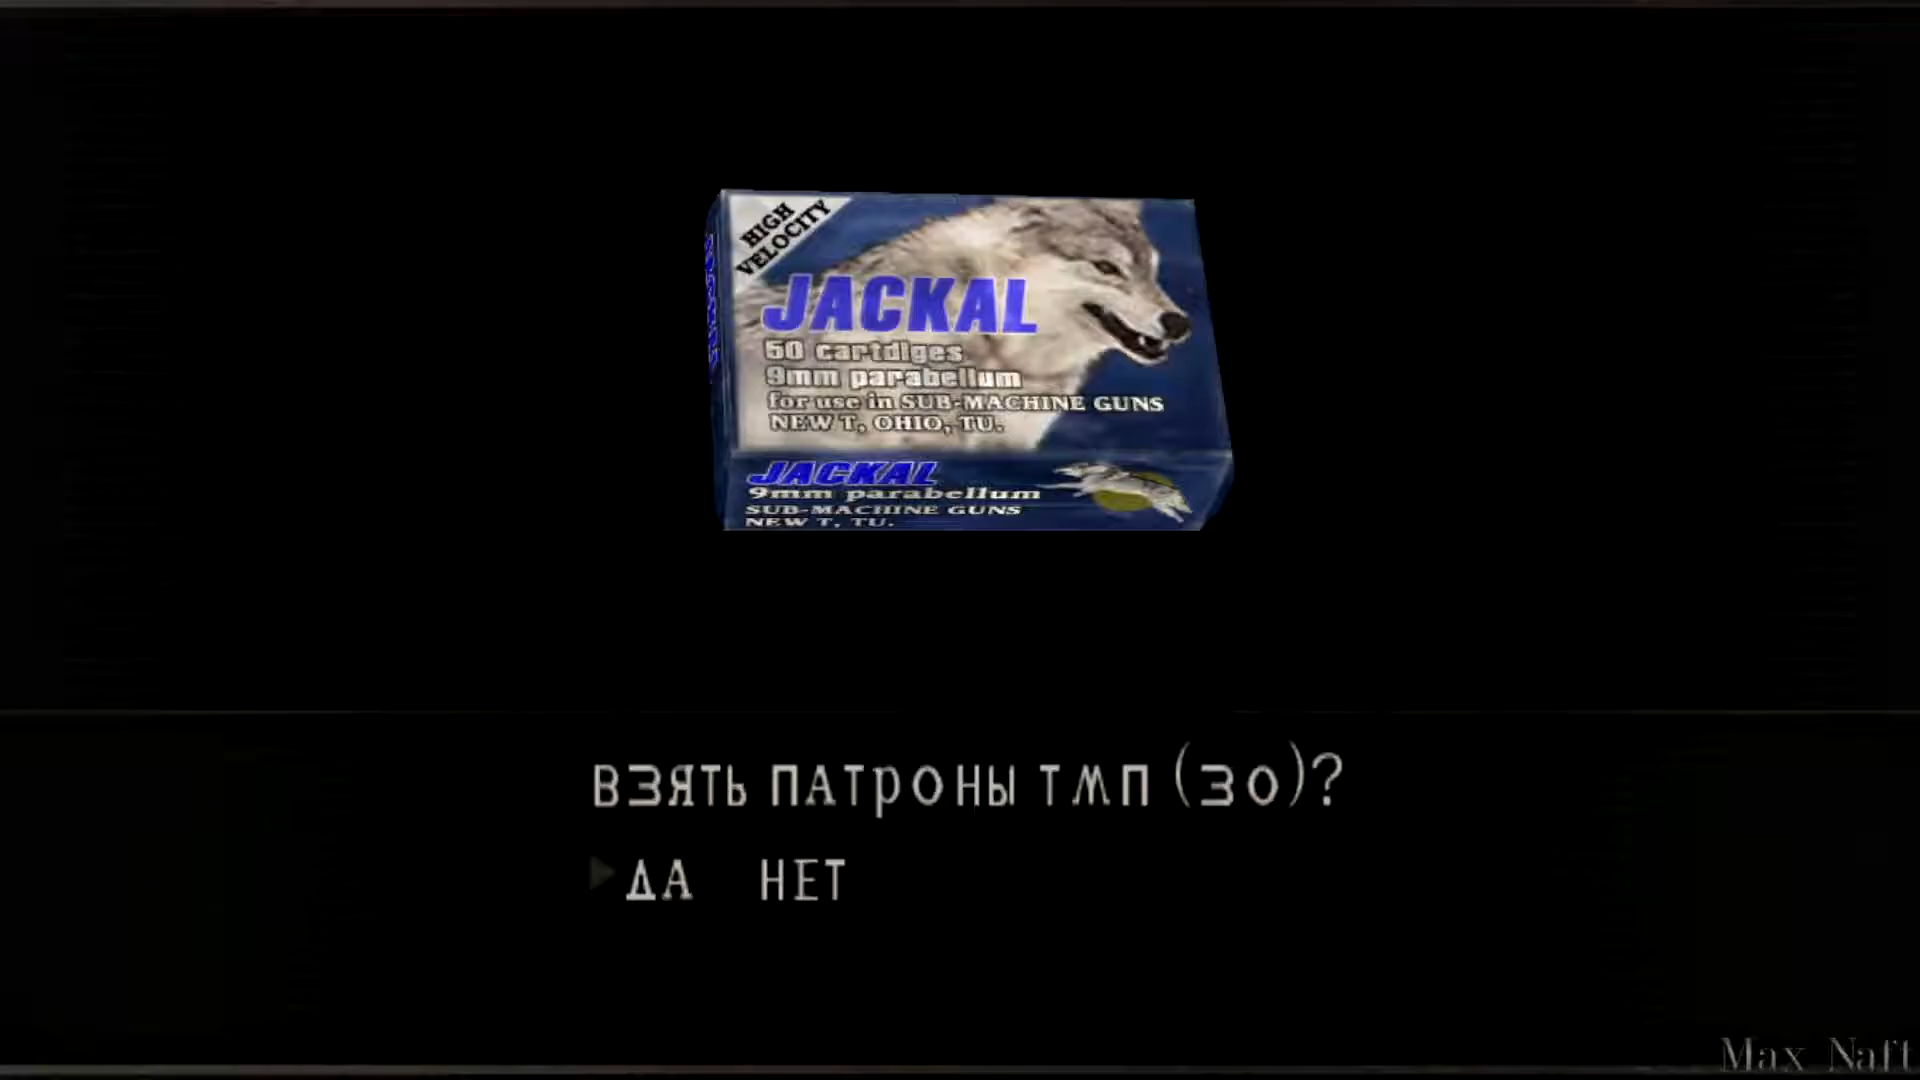 HIGH
VELOCITY
JACKAL
50 cartdiges
9mm parabellum
for use in SUB-MACHINE GUNS
NEW T, OHIO, TU.
JACKAL
9mm parabellum
SUB-MACHINE GUNS
NEW T, TU.
ВЗЯТЬ ПАТРОНЫ ТМП (30)?
ДА НЕТ
Max Naft